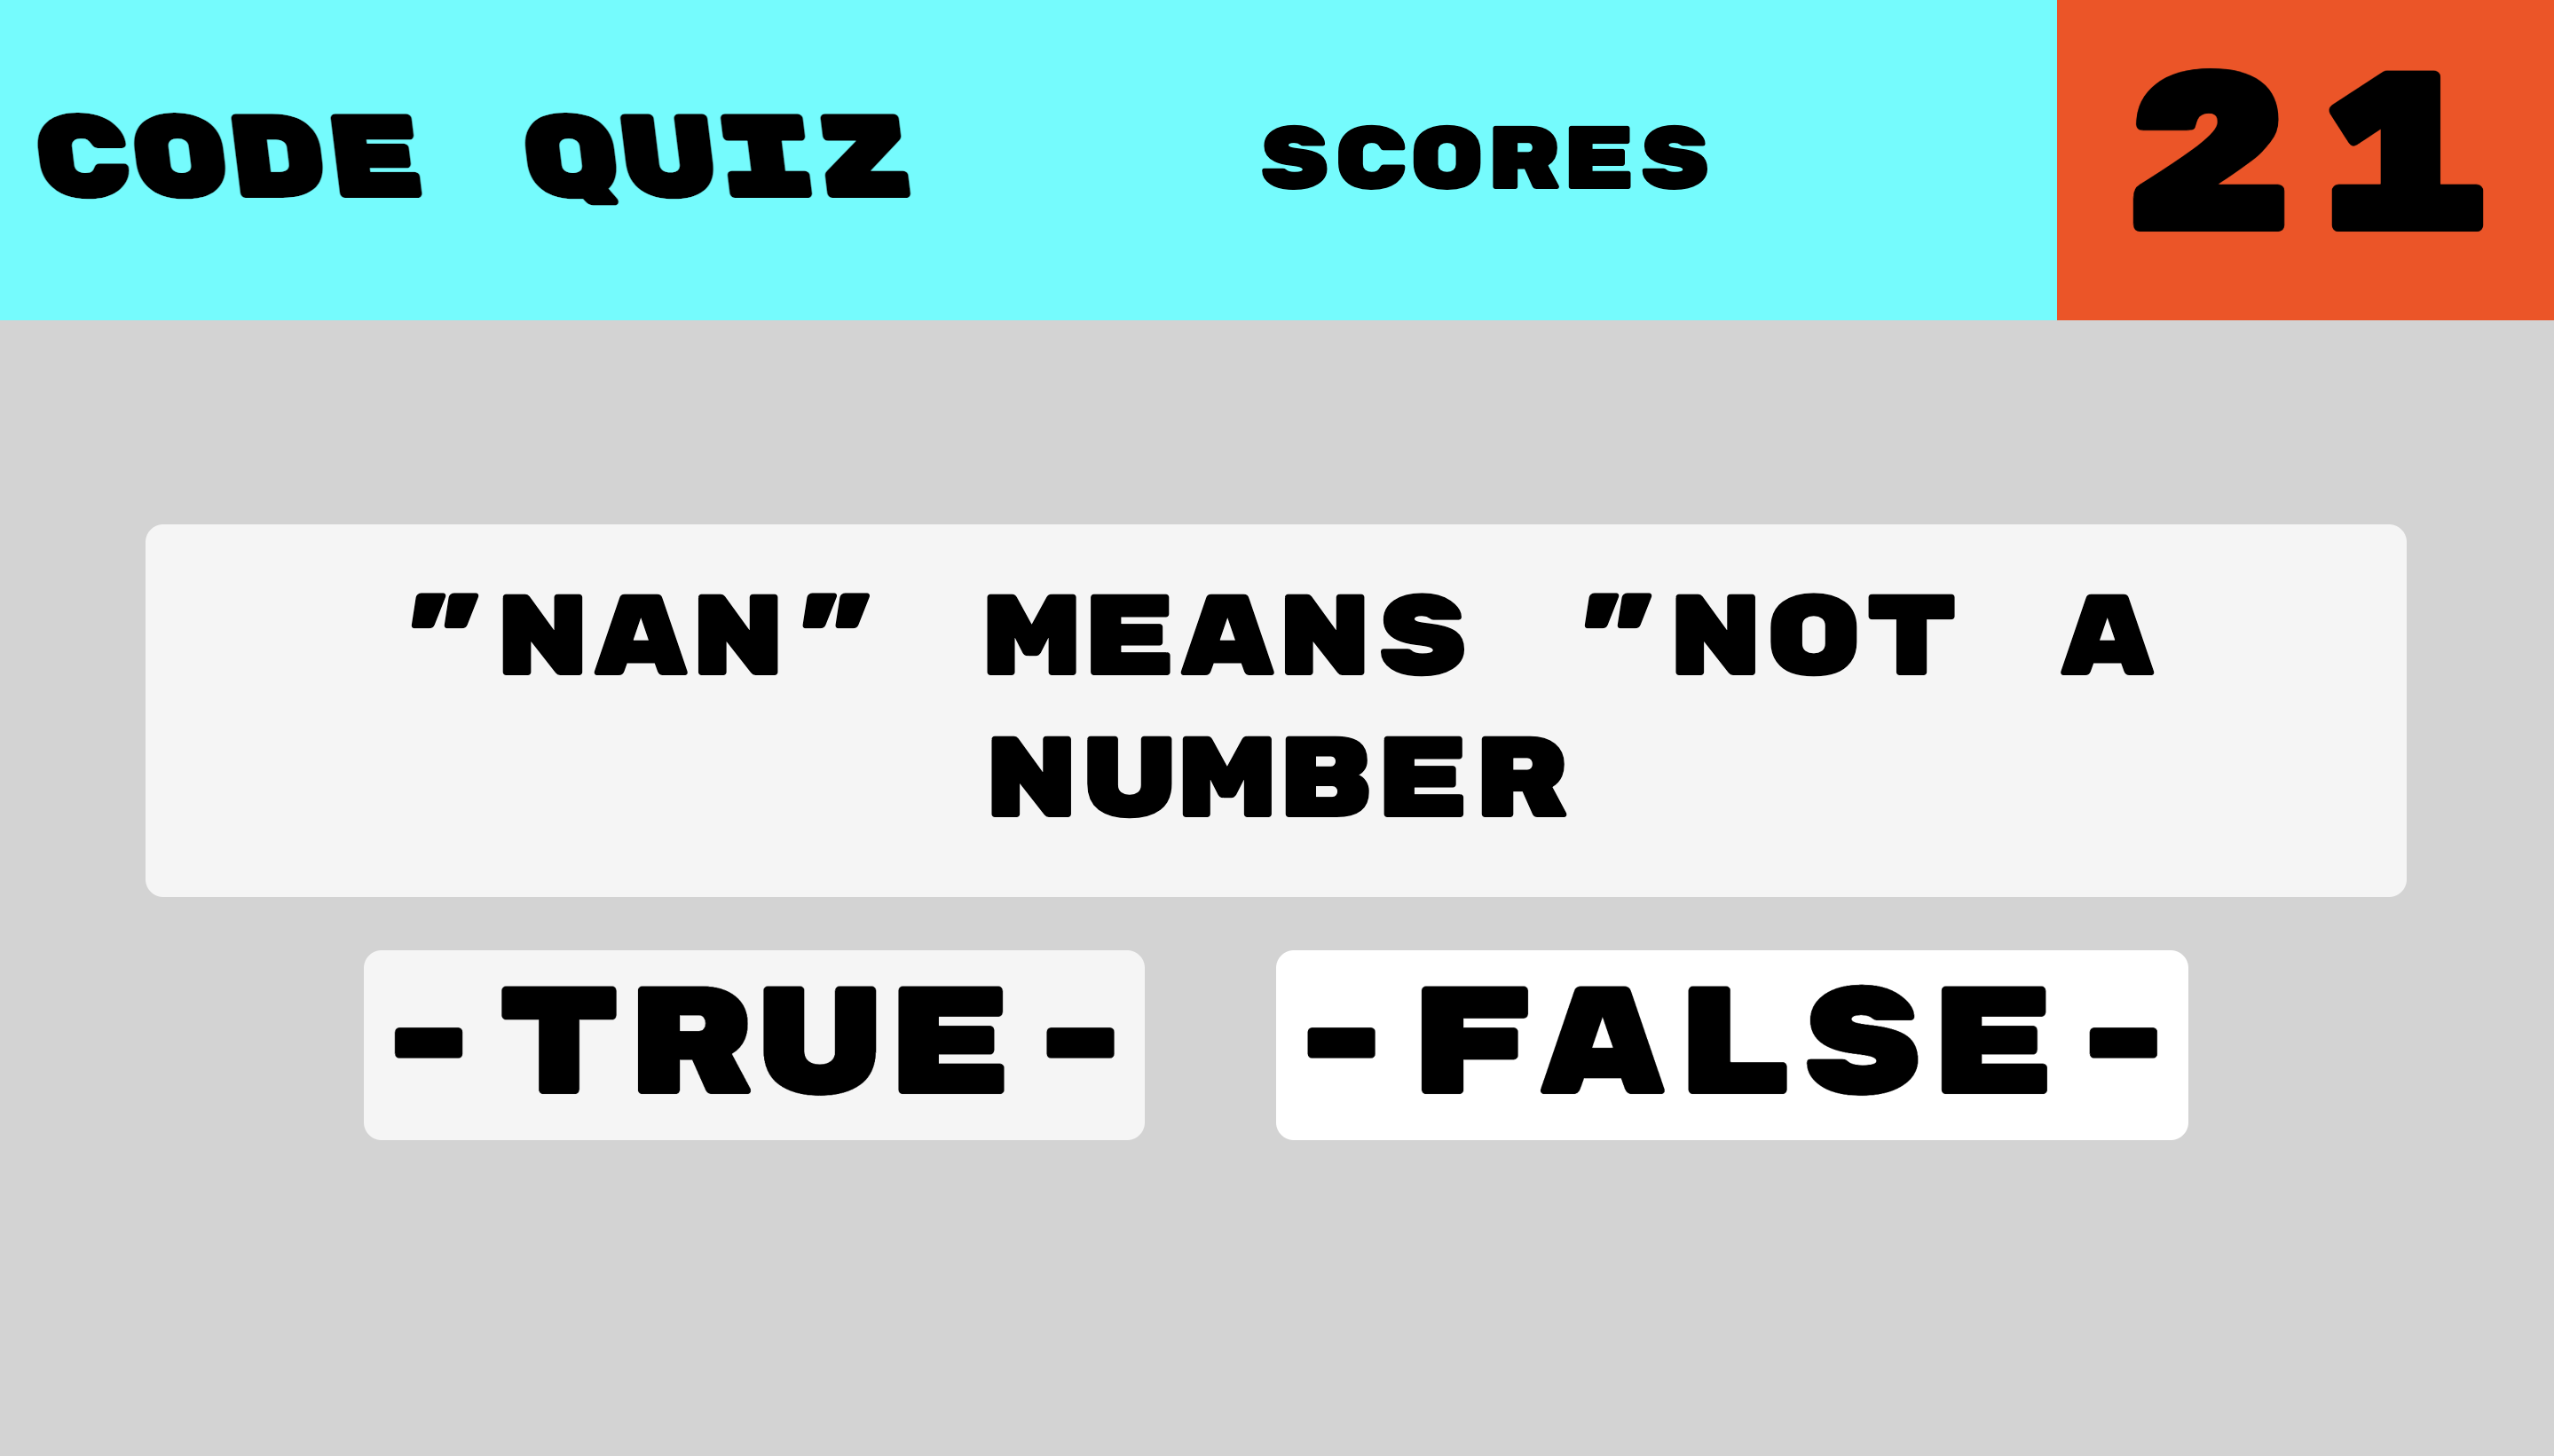 CODE QUIZ
SCORES
21
"NAN" MEANS "NOT A
NUMBER
-TRUE-
-FALSE-